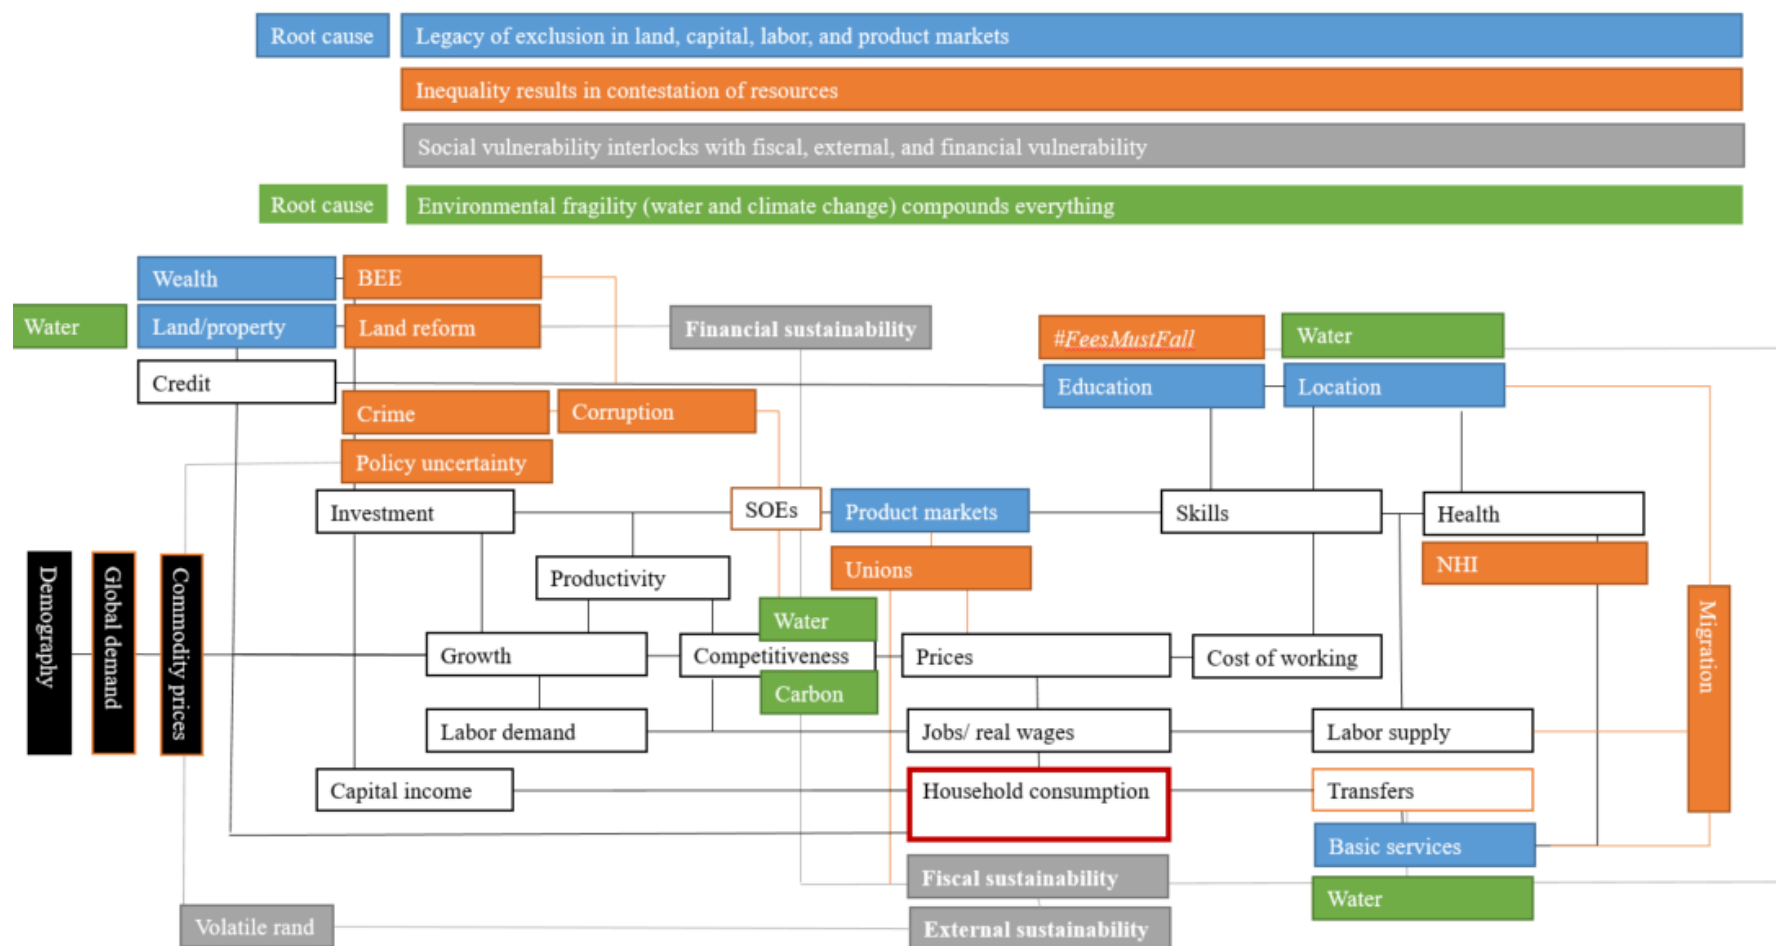 Root cause
Legacy of exclusion in land, capital, labor, and product markets
Inequality results in contestation of resources
Social vulnerability interlocks with fiscal, external, and financial vulnerability
Root cause
Environmental fragility (water and climate change) compounds everything
Wealth
BEE
Water
Land/property
Land reform
Financial sustainability
#FeesMustFall
Water
Credit
Education
Location
Crime
Corruption
Policy uncertainty
Investment
SOEs
Product markets
Skills
Health
Productivity
Unions
NHI
Demography
Global demand
Commodity prices
Migration
Water
Growth
Competitiveness
Prices
Cost of working
Carbon
Labor demand
Jobs/ real wages
Labor supply
Capital income
Household consumption
Transfers
Basic services
Fiscal sustainability
Water
Volatile rand
External sustainability